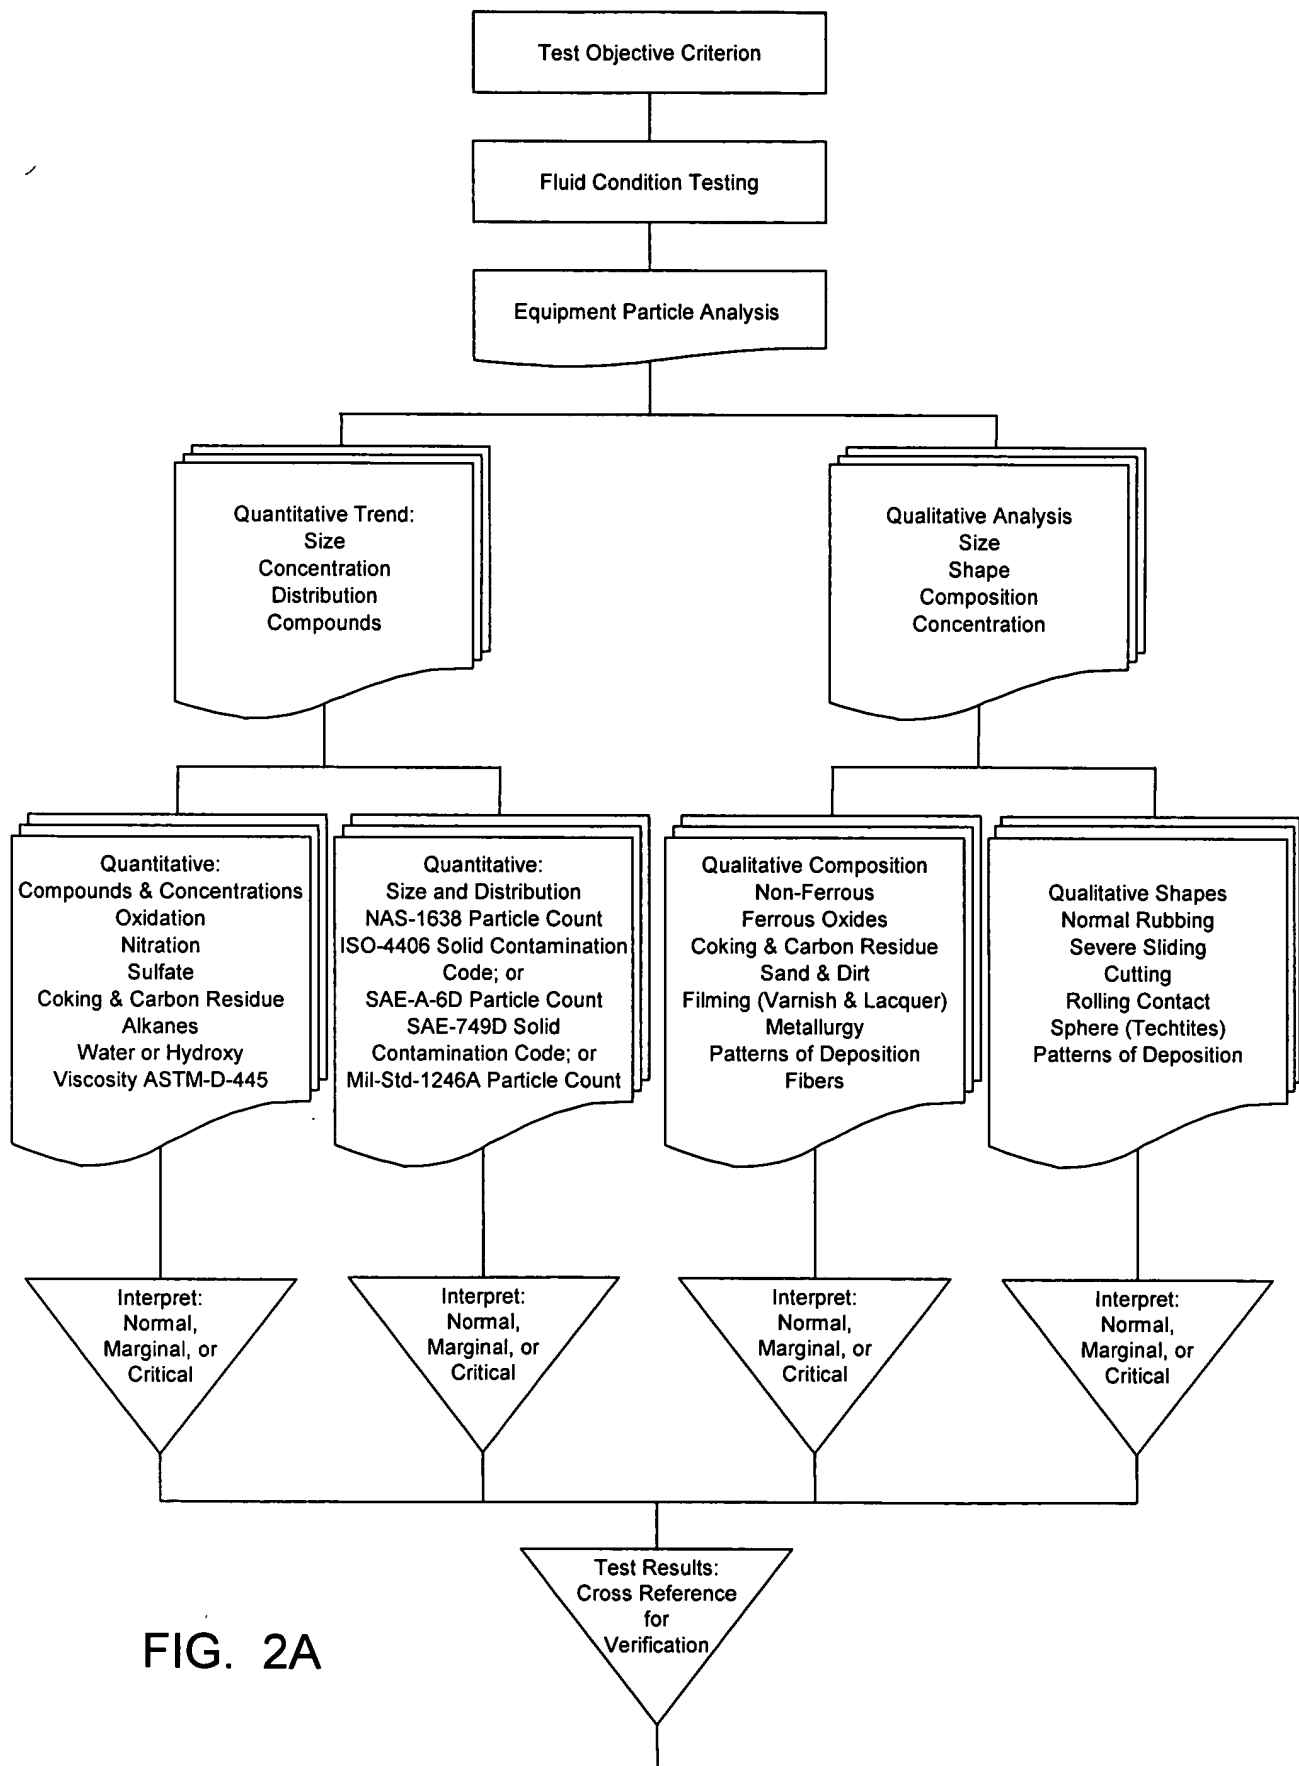 Test Objective Criterion
Fluid Condition Testing
Equipment Particle Analysis
Quantitative Trend:
Size
Concentration
Distribution
Compounds
Qualitative Analysis
Size
Shape
Composition
Concentration
Quantitative:
Compounds & Concentrations
Oxidation
Nitration
Sulfate
Coking & Carbon Residue
Alkanes
Water or Hydroxy
Viscosity ASTM-D-445
Quantitative:
Size and Distribution
NAS-1638 Particle Count
ISO-4406 Solid Contamination
Code; or
SAE-A-6D Particle Count
SAE-749D Solid
Contamination Code; or
Mil-Std-1246A Particle Count
Qualitative Composition
Non-Ferrous
Ferrous Oxides
Coking & Carbon Residue
Sand & Dirt
Filming (Varnish & Lacquer)
Metallurgy
Patterns of Deposition
Fibers
Qualitative Shapes
Normal Rubbing
Severe Sliding
Cutting
Rolling Contact
Sphere (Techtites)
Patterns of Deposition
Interpret:
Normal,
Marginal, or
Critical
Interpret:
Normal,
Marginal, or
Critical
Interpret:
Normal,
Marginal, or
Critical
Interpret:
Normal,
Marginal, or
Critical
Test Results:
Cross Reference
for
Verification
FIG. 2A